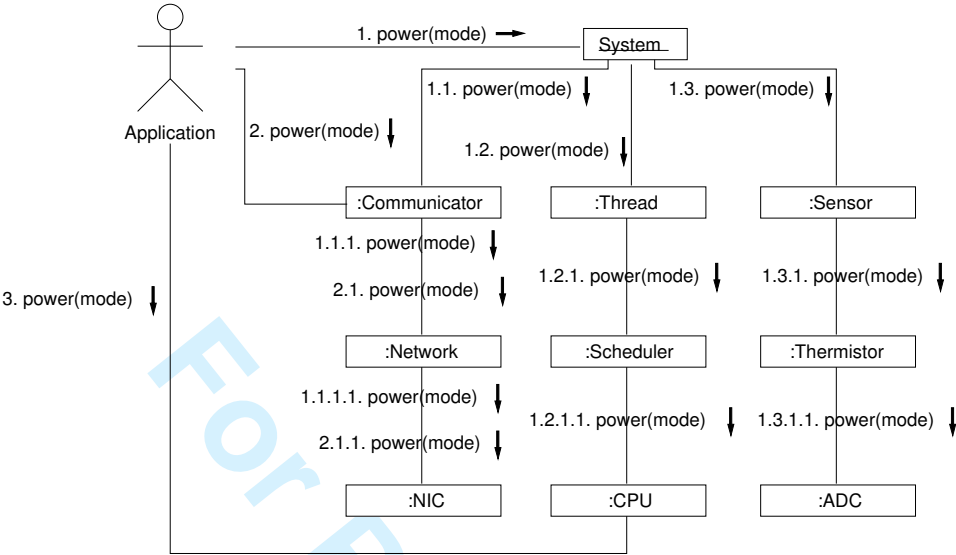 1. power(mode)
System
1.1. power(mode)
1.3. power(mode)
Application
2. power(mode)
1.2. power(mode)
:Communicator
:Thread
:Sensor
1.1.1. power(mode)
1.2.1. power(mode)
1.3.1. power(mode)
2.1. power(mode)
3. power(mode)
:Network
:Scheduler
:Thermistor
1.1.1.1. power(mode)
1.2.1.1. power(mode)
1.3.1.1. power(mode)
2.1.1. power(mode)
:NIC
:CPU
:ADC
For